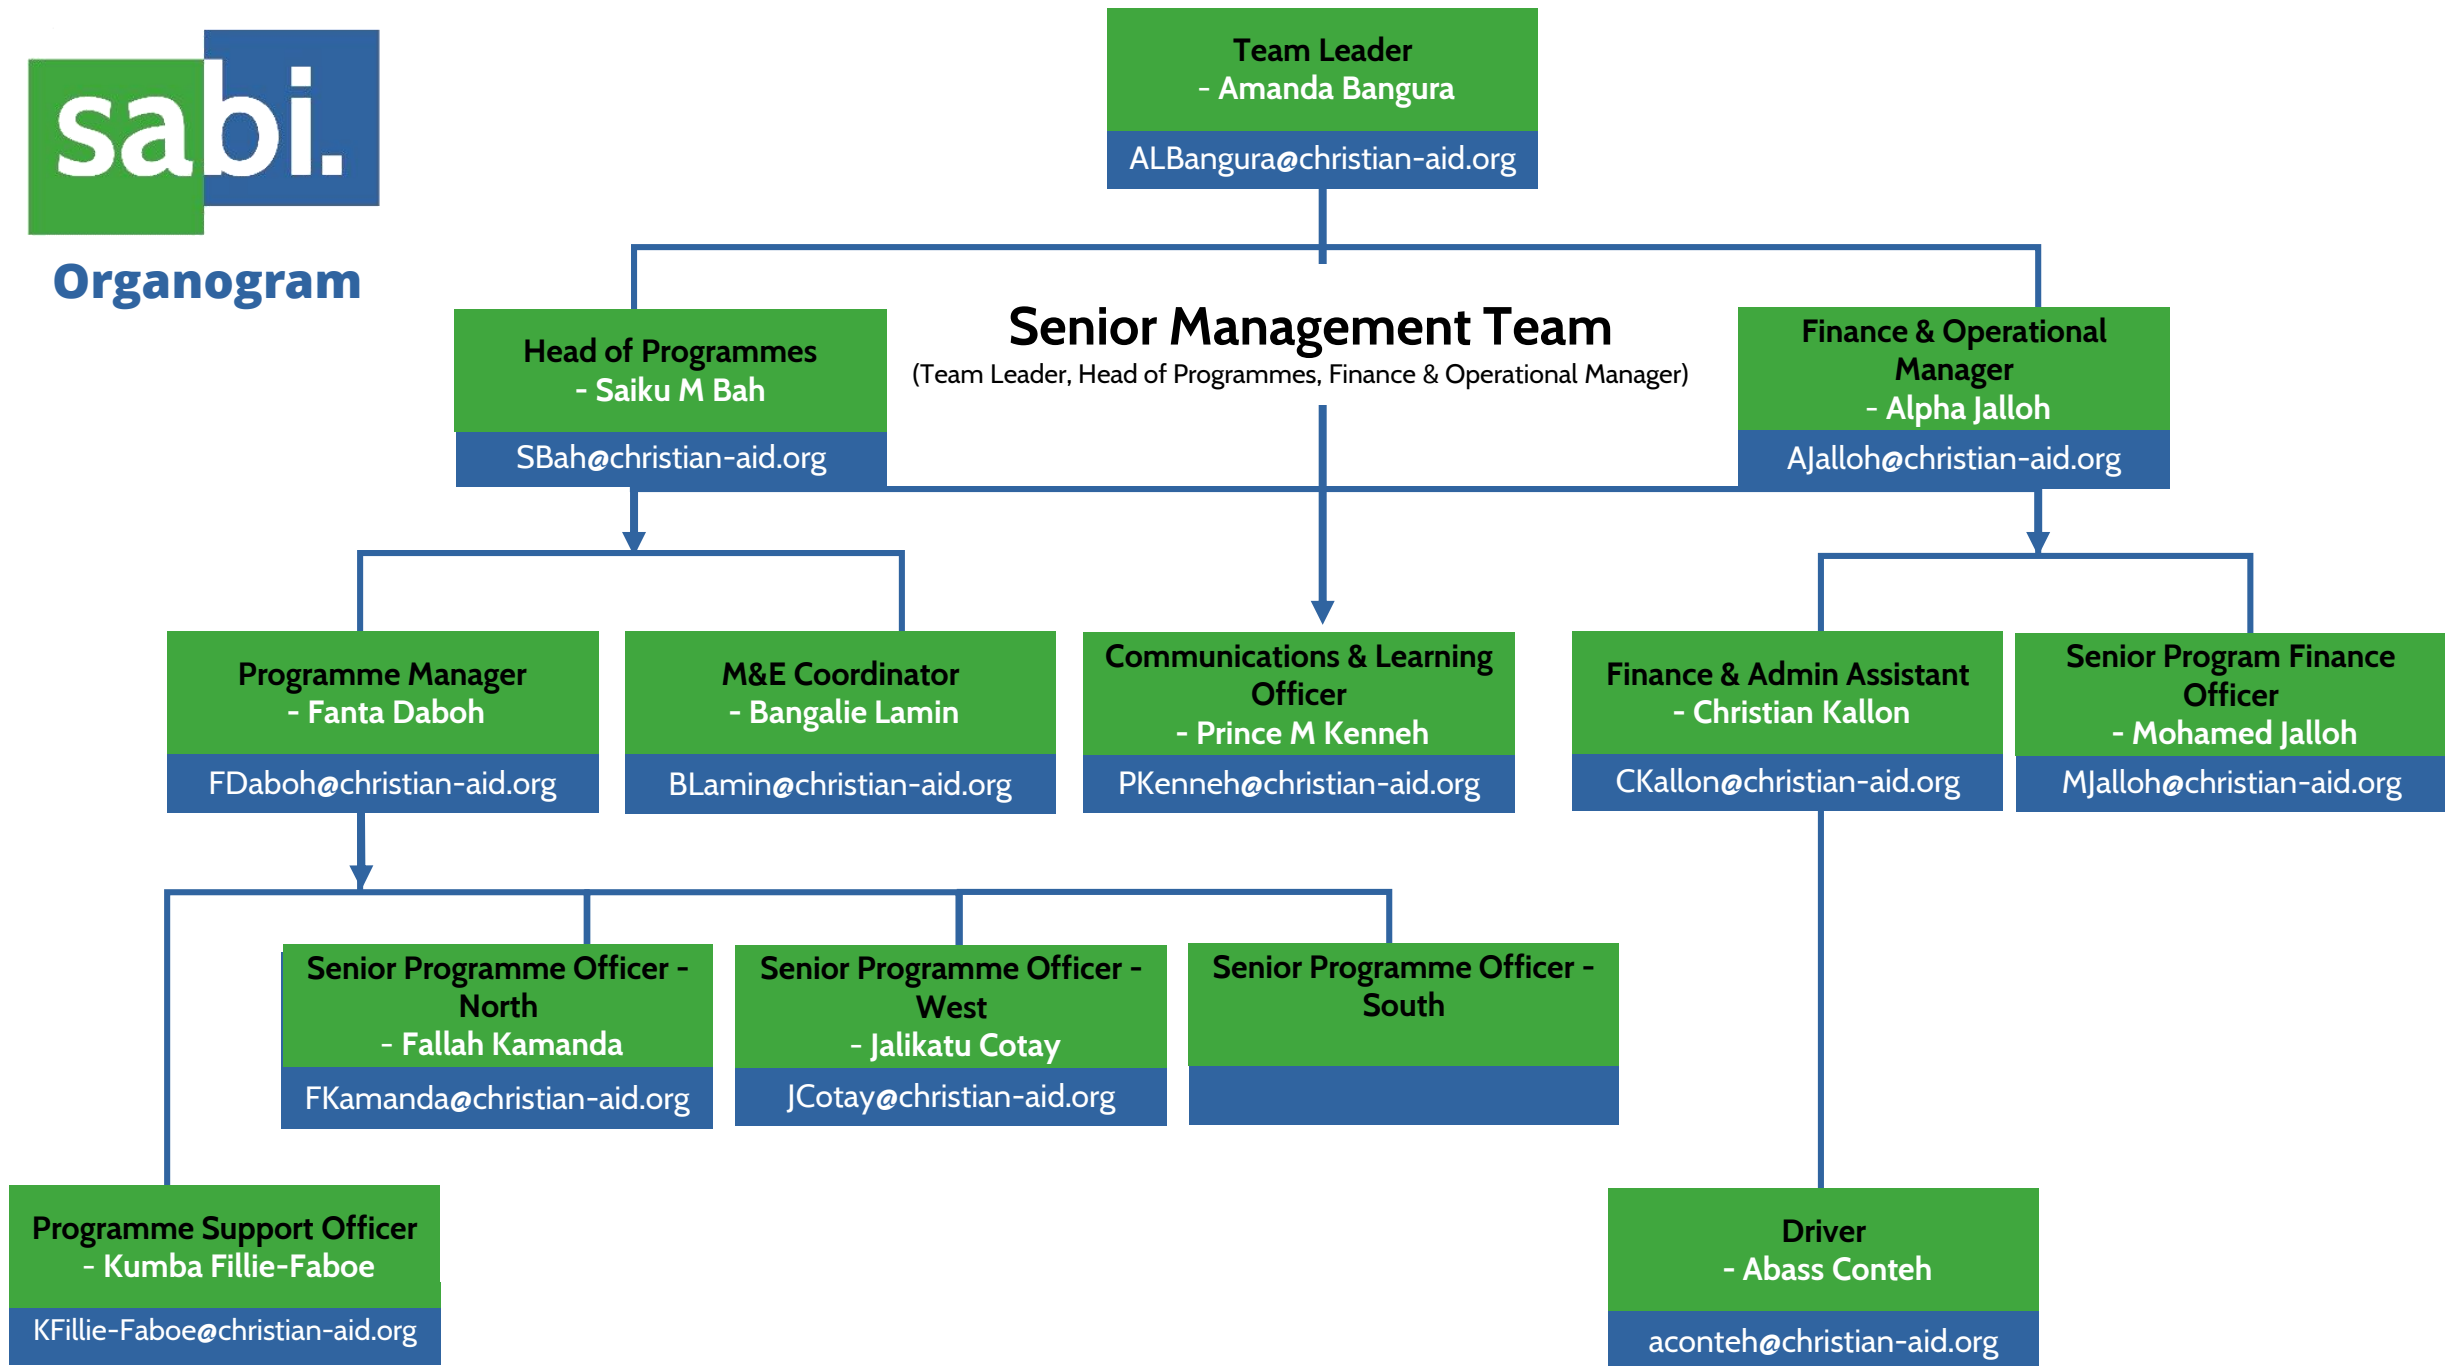 sabi.
Organogram
Team Leader
- Amanda Bangura
ALBangura@christian-aid.org
Senior Management Team
(Team Leader, Head of Programmes, Finance & Operational Manager)
Head of Programmes
- Saiku M Bah
SBah@christian-aid.org
Finance & Operational
Manager
- Alpha Jalloh
AJalloh@christian-aid.org
Programme Manager
- Fanta Daboh
FDaboh@christian-aid.org
M&E Coordinator
- Bangalie Lamin
BLamin@christian-aid.org
Communications & Learning
Officer
- Prince M Kenneh
PKenneh@christian-aid.org
Finance & Admin Assistant
- Christian Kallon
CKallon@christian-aid.org
Senior Program Finance
Officer
- Mohamed Jalloh
MJalloh@christian-aid.org
Senior Programme Officer -
North
- Fallah Kamanda
FKamanda@christian-aid.org
Senior Programme Officer -
West
- Jalikatu Cotay
JCotay@christian-aid.org
Senior Programme Officer -
South
Programme Support Officer
- Kumba Fillie-Faboe
KFillie-Faboe@christian-aid.org
Driver
- Abass Conteh
aconteh@christian-aid.org